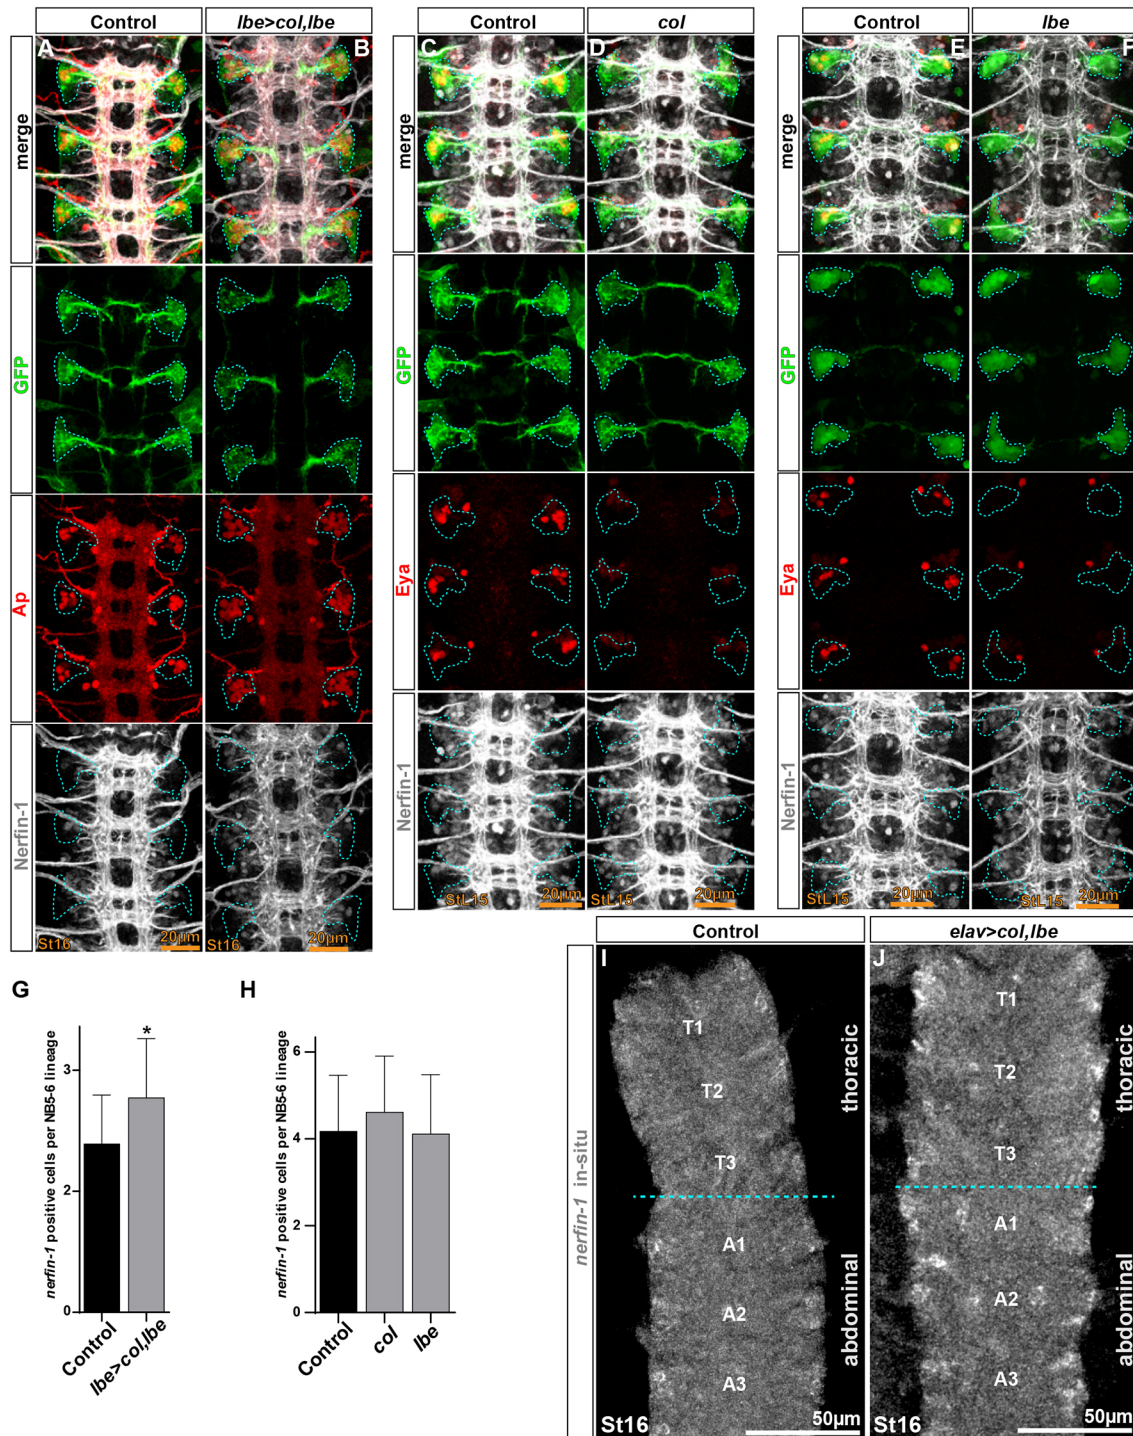 Control
lbe>col,lbe
Control
col
Control
lbe
merge
A
B
merge
C
D
merge
E
F
GFP
GFP
GFP
Ap
Eya
Eya
Nerfin-1
St16
20µm
20µm
Nerfin-1
StL15
20µm
StL15
20µm
Nerfin-1
StL15
20µm
StL15
20µm
G
nerfin-1 positive cells per NB5-6 lineage
3
2
0
*
Control
lbe>col,lbe
H
nerfin-1 positive cells per NB5-6 lineage
6
4
2
0
Control
col
lbe
Control
elav>col,lbe
nerfin-1 in-situ
I
T1
T2
T3
A1
A2
A3
thoracic
abdominal
St16
50µm
J
T1
T2
T3
A1
A2
A3
thoracic
abdominal
St16
50µm